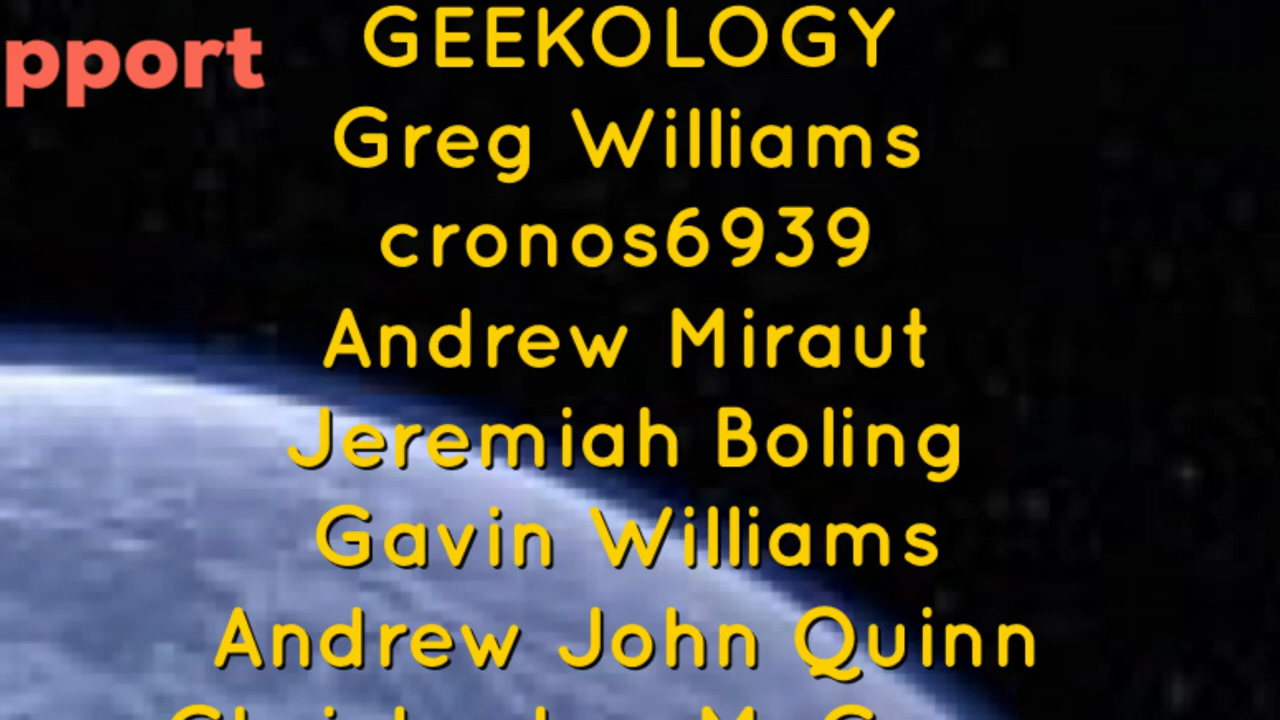 GEEKOLOGY
pport
Greg Williams
cronos6939
Andrew Miraut
Jeremiah Boling
Gavin Williams
Andrew John Quinn